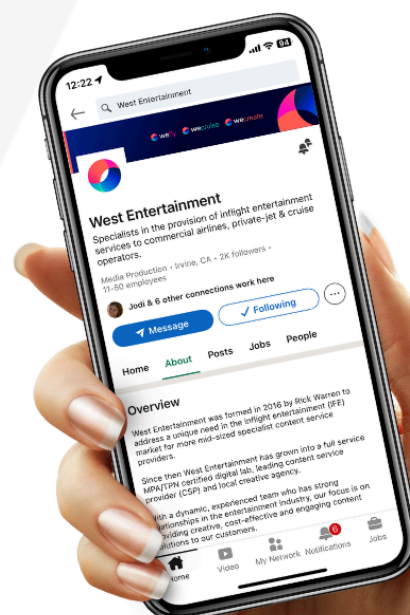 12:22
94
West Entertainment
wefly wecurate wecreate
West Entertainment
Specialists in the provision of inflight entertainment
services to commercial airlines, private-jet & cruise
operators.
Media Production • Irvine, CA • 2K followers •
11-50 employees
Jodi & 6 other connections work here
Message
Following
Home About Posts Jobs People
Overview
West Entertainment was formed in 2016 by Rick Warren to
address a unique need in the inflight entertainment (IFE)
market for more mid-sized specialist content service
providers.
Since then West Entertainment has grown into a full service
MPA/TPN certified digital lab, leading content service
provider (CSP) and local creative agency.
With a dynamic, experienced team who has strong
relationships in the entertainment industry, our focus is on
providing creative, cost-effective and engaging content
solutions to our customers.
6
Home Video My Network Notifications Jobs